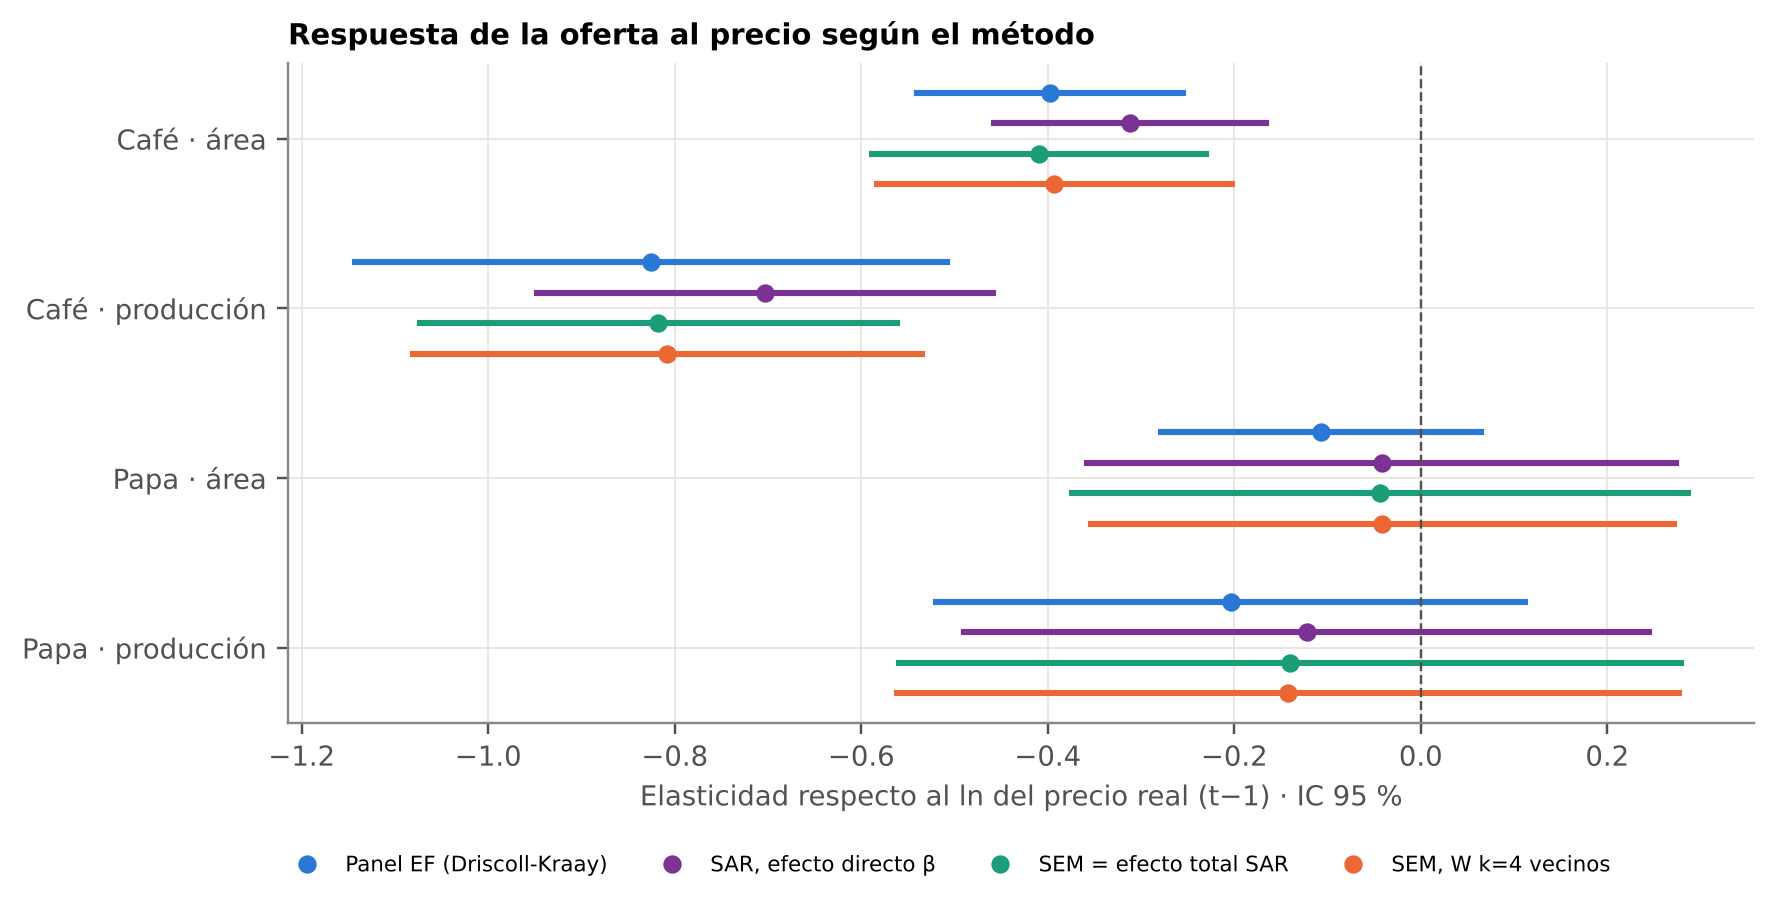 Respuesta de la oferta al precio según el método
Café · área
Café · producción
Papa · área
Papa · producción
−1.2 −1.0 −0.8 −0.6 −0.4 −0.2 0.0 0.2
Elasticidad respecto al ln del precio real (t−1) · IC 95 %
Panel EF (Driscoll-Kraay) SAR, efecto directo β SEM = efecto total SAR SEM, W k=4 vecinos